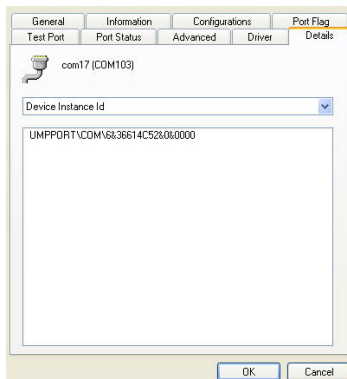 General Information Configurations Port Flag
Test Port Port Status Advanced Driver Details
com17 (COM103)
Device Instance Id
UMPPORT\COM\6&36614C52&0&0000
OK Cancel